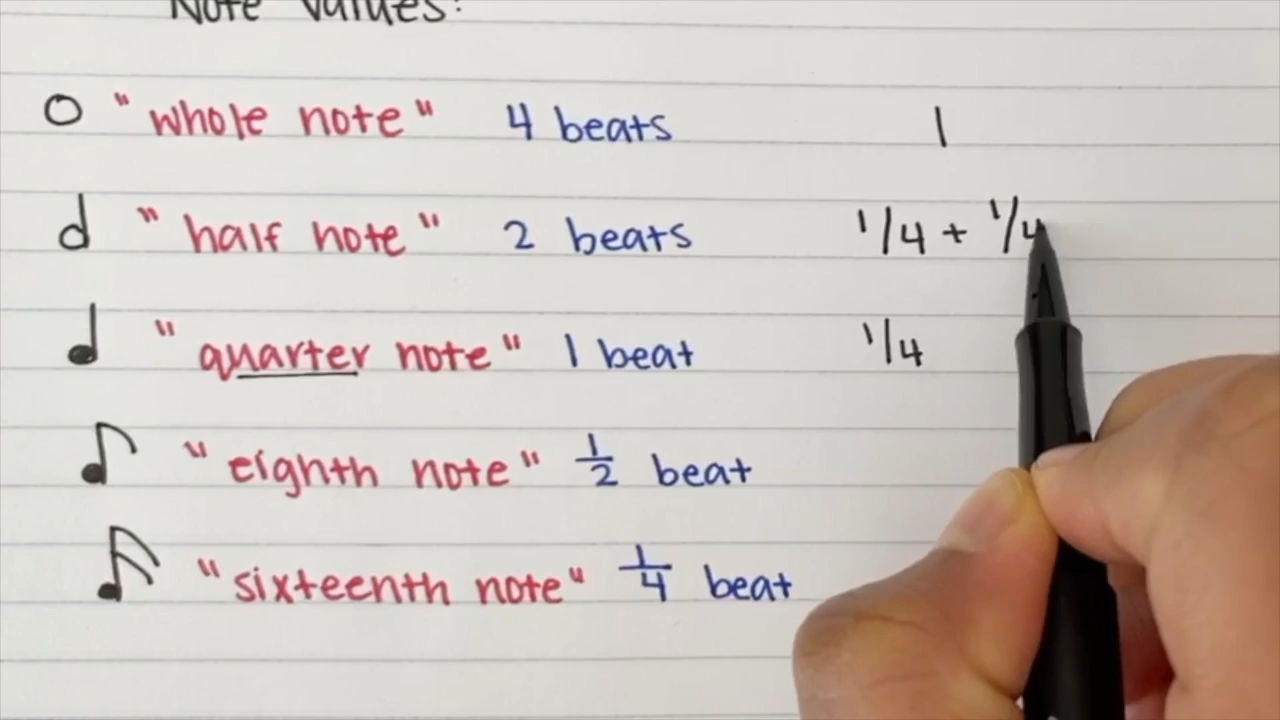 Note Values:
"whole note" 4 beats 1
"half note" 2 beats 1/4 + 1/4
"quarter note" 1 beat 1/4
"eighth note" 1/2 beat
"sixteenth note" 1/4 beat